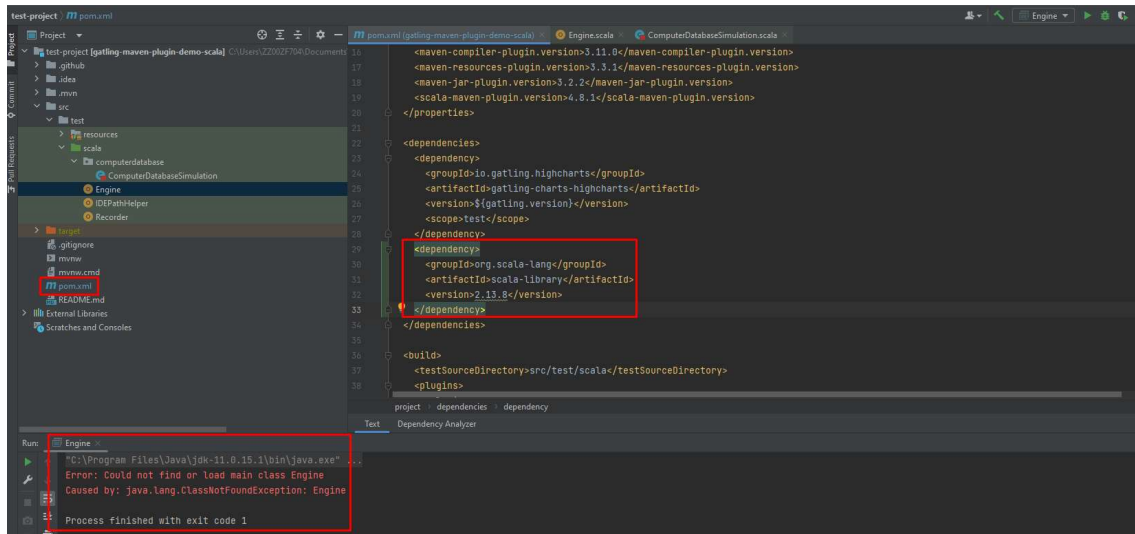 test-project > pom.xml
Engine
Project
test-project [gatling-maven-plugin-demo-scala] C:\Users\ZZ00ZF704\Documents
.github
.idea
.mvn
src
test
resources
scala
computerdatabase
ComputerDatabaseSimulation
Engine
IDEPathHelper
Recorder
target
.gitignore
mvnw
mvnw.cmd
pom.xml
README.md
External Libraries
Scratches and Consoles
Project
Commit
Pull Requests
pom.xml (gatling-maven-plugin-demo-scala)
Engine.scala
ComputerDatabaseSimulation.scala
16 <maven-compiler-plugin.version>3.11.0</maven-compiler-plugin.version>
17 <maven-resources-plugin.version>3.3.1</maven-resources-plugin.version>
18 <maven-jar-plugin.version>3.2.2</maven-jar-plugin.version>
19 <scala-maven-plugin.version>4.8.1</scala-maven-plugin.version>
20 </properties>
21
22 <dependencies>
23 <dependency>
24 <groupId>io.gatling.highcharts</groupId>
25 <artifactId>gatling-charts-highcharts</artifactId>
26 <version>${gatling.version}</version>
27 <scope>test</scope>
28 </dependency>
29 <dependency>
30 <groupId>org.scala-lang</groupId>
31 <artifactId>scala-library</artifactId>
32 <version>2.13.8</version>
33 </dependency>
34 </dependencies>
35
36 <build>
37 <testSourceDirectory>src/test/scala</testSourceDirectory>
38 <plugins>
project > dependencies > dependency
Text Dependency Analyzer
Run: Engine
"C:\Program Files\Java\jdk-11.0.15.1\bin\java.exe" ...
Error: Could not find or load main class Engine
Caused by: java.lang.ClassNotFoundException: Engine
Process finished with exit code 1